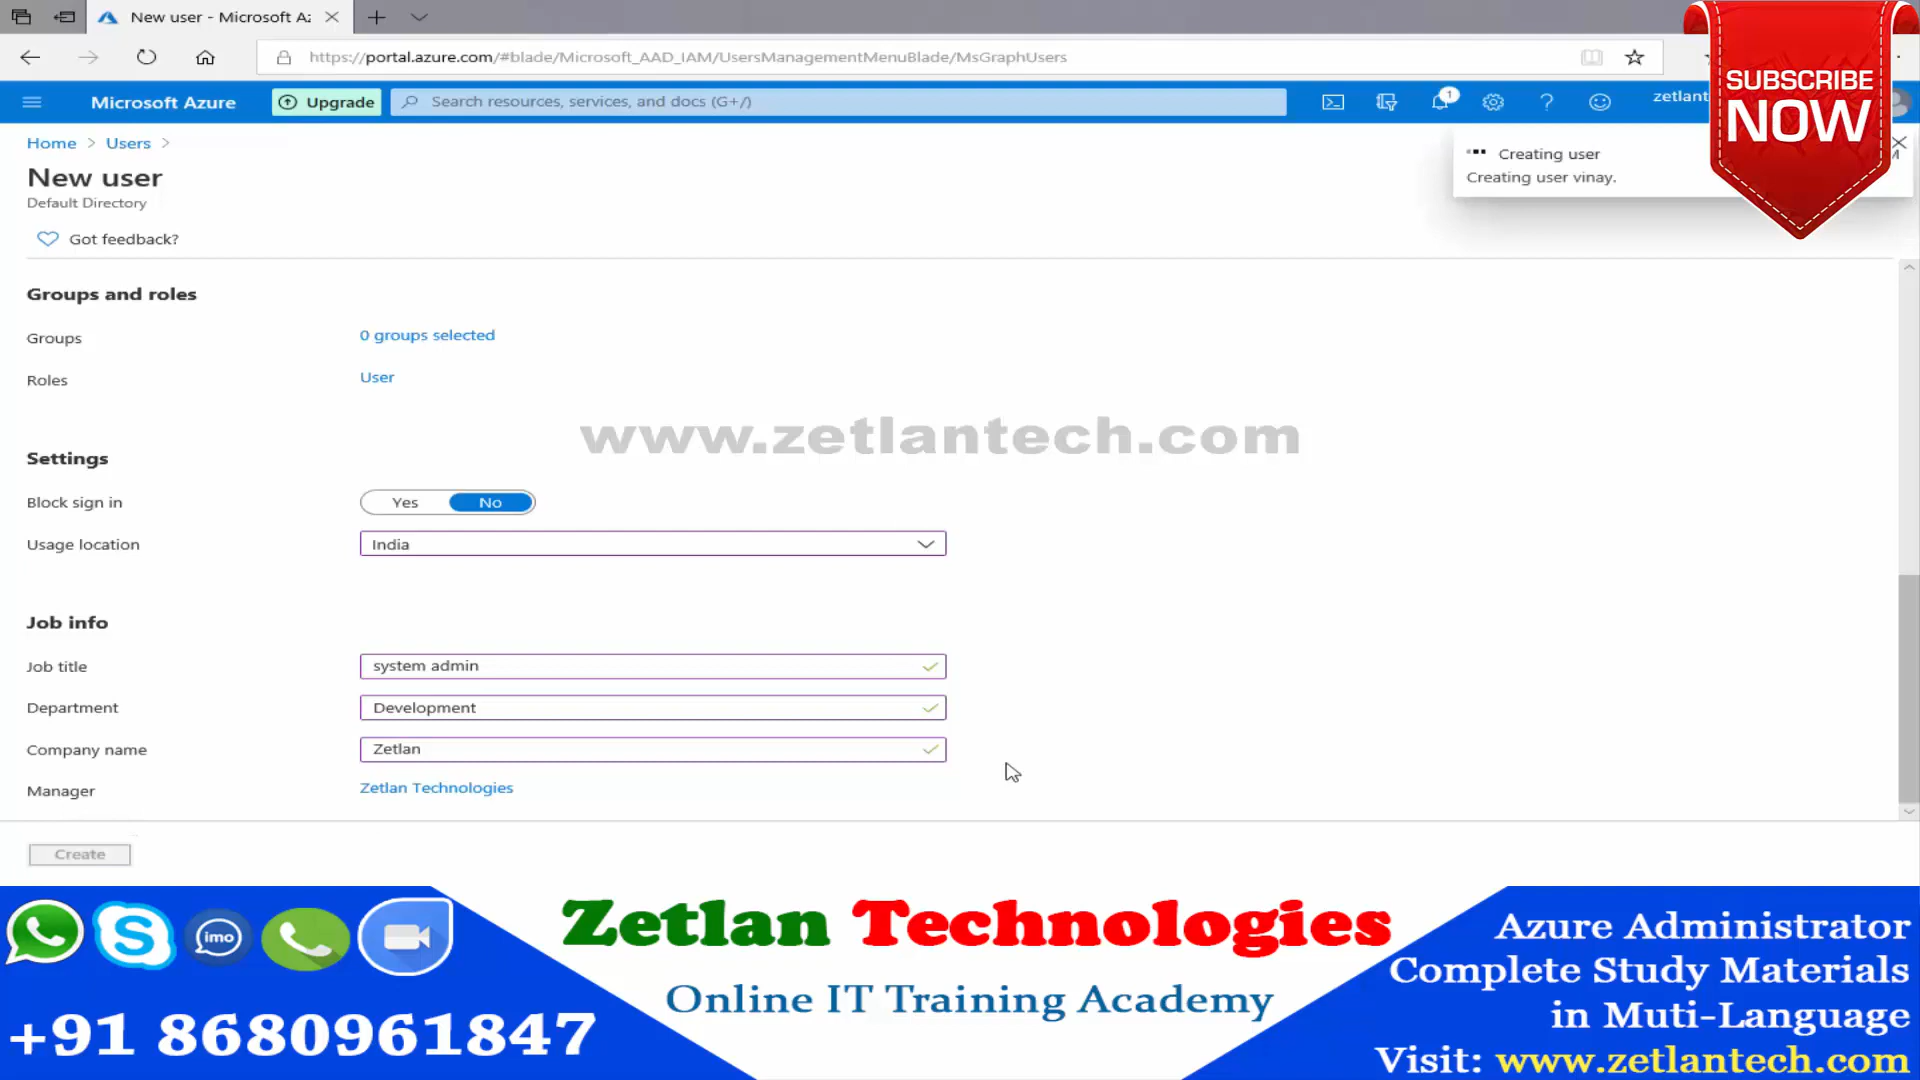 New user - Microsoft Az
https://portal.azure.com/#blade/Microsoft_AAD_IAM/UsersManagementMenuBlade/MsGraphUsers
Microsoft Azure
Upgrade
Search resources, services, and docs (G+/)
1
zetlant
SUBSCRIBE
NOW
Home > Users >
New user
Default Directory
Got feedback?
Creating user
Creating user vinay.
Groups and roles
Groups
0 groups selected
Roles
User
www.zetlantech.com
Settings
Block sign in
Yes
No
Usage location
India
Job info
Job title
system admin
Department
Development
Company name
Zetlan
Manager
Zetlan Technologies
Create
imo
+91 8680961847
Zetlan Technologies
Online IT Training Academy
Azure Administrator
Complete Study Materials
in Muti-Language
Visit: www.zetlantech.com